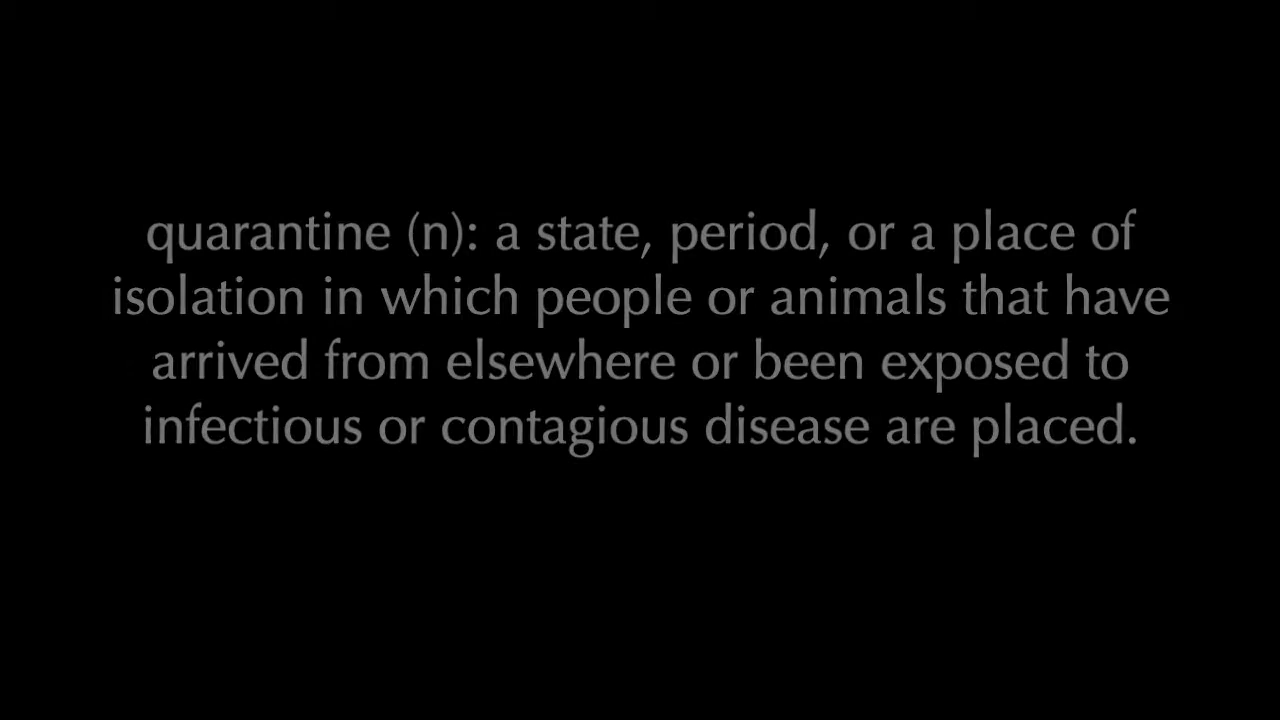 quarantine (n): a state, period, or a place of
isolation in which people or animals that have
arrived from elsewhere or been exposed to
infectious or contagious disease are placed.